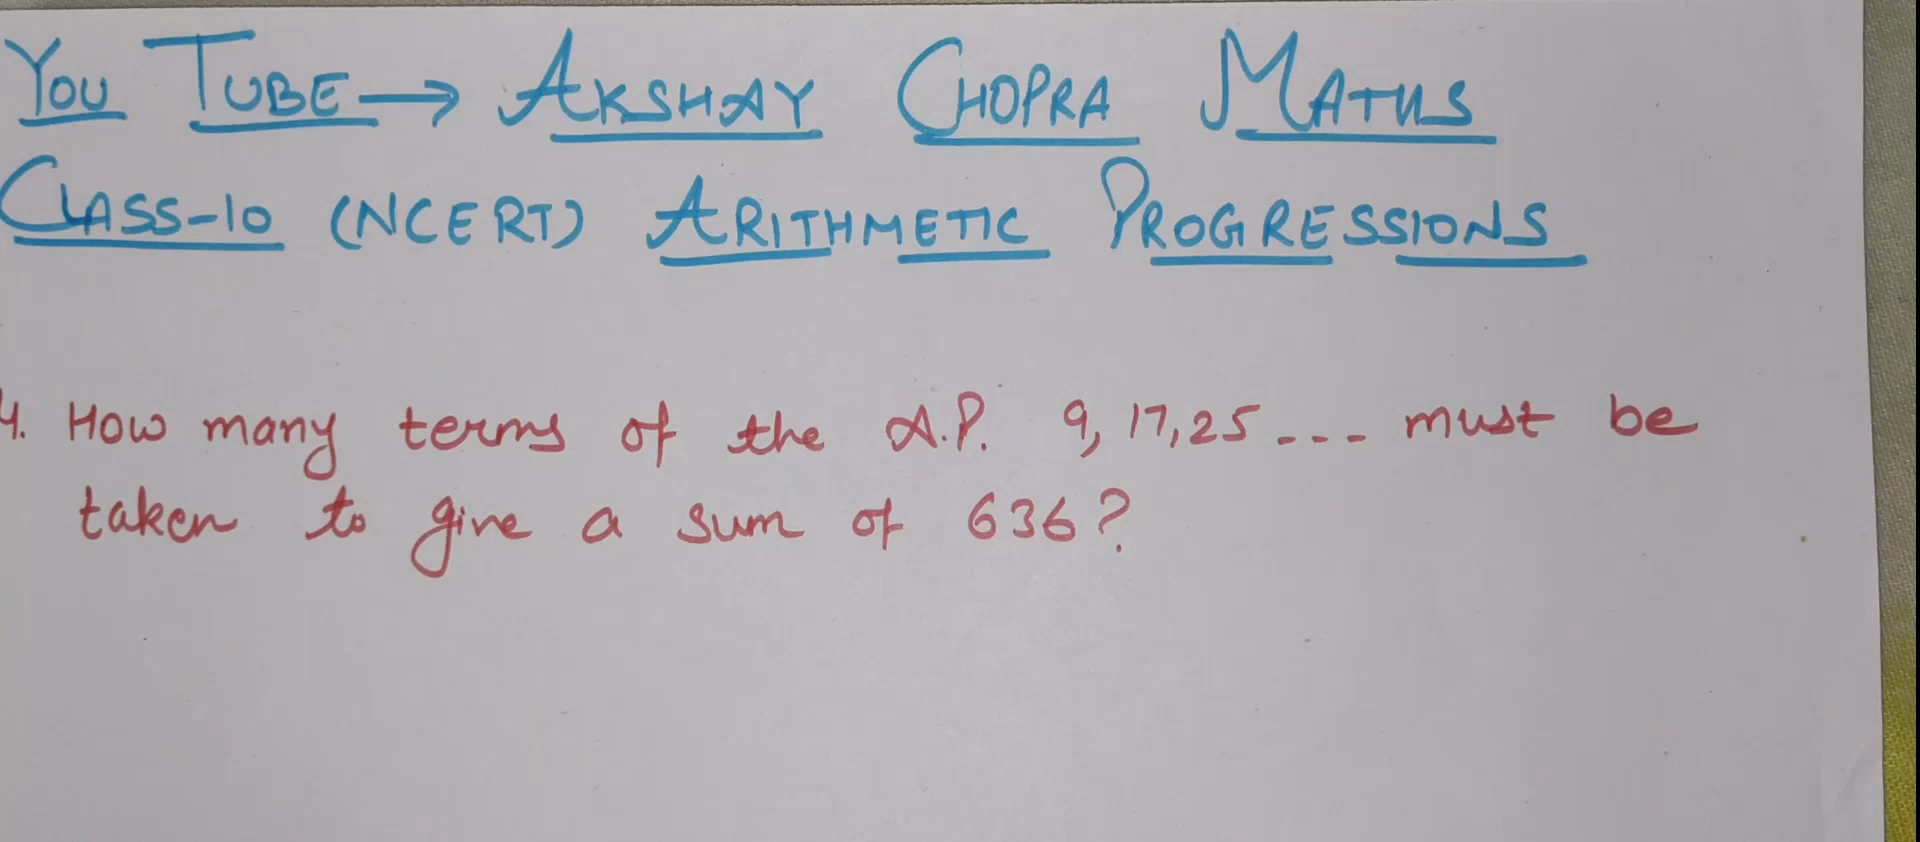 YOU TUBE → AKSHAY CHOPRA MATHS
CLASS-10 (NCERT) ARITHMETIC PROGRESSIONS
4. How many terms of the A.P. 9, 17, 25 - - - must be
taken to give a sum of 636?